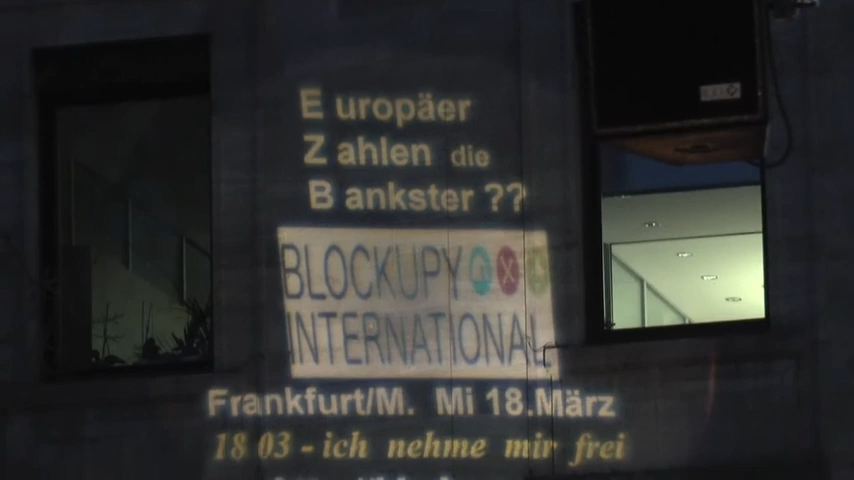 E uropäer
Z ahlen die
B ankster ??
BLOCKUPY
INTERNATIONAL
Frankfurt/M. Mi 18.März
18 03 - ich nehme mir frei